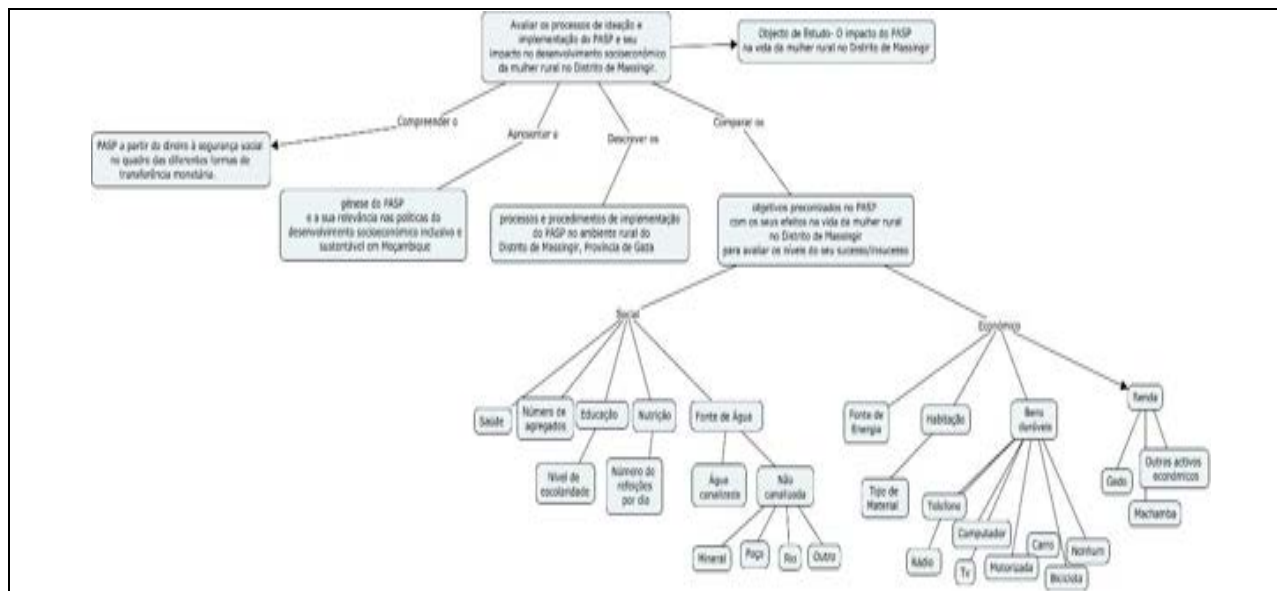 Avaliar os processos de ideação e
implementação do PASP e seu
impacto no desenvolvimento socioeconómico
da mulher rural no Distrito de Massingir.
Objecto de Estudo- O impacto do PASP
na vida da mulher rural no Distrito de Massingir
Compreender o
Apresentar o
Descrever os
Comparar os
PASP a partir do direiro à segurança social
no quadro das diferentes formas de
transferência monetária.
génese do PASP
e a sua relevância nas políticas do
desenvolvimento socioeconómico inclusivo e
sustentável em Moçambique
processos e procedimentos de implementação
do PASP no ambiente rural do
Distrito de Massingir, Província de Gaza
objetivos preconizados no PASP
com os seus efeitos na vida da mulher rural
no Distrito de Massingir
para avaliar os níveis do seu sucesso/insucesso
Social
Económico
Saúde
Número de
agregados
Educação
Nutrição
Fonte de Água
Fonte de
Energia
Habitação
Bens
duráveis
Renda
Nível de
escolaridade
Número de
refeições
por dia
Água
canalizada
Não
canalizada
Tipo de
Material
Telefone
Gado
Outros activos
económicos
Machamba
Computador
Mineral
Poço
Rio
Outro
Rádio
Tv
Motorizada
Carro
Bicicleta
Nenhum